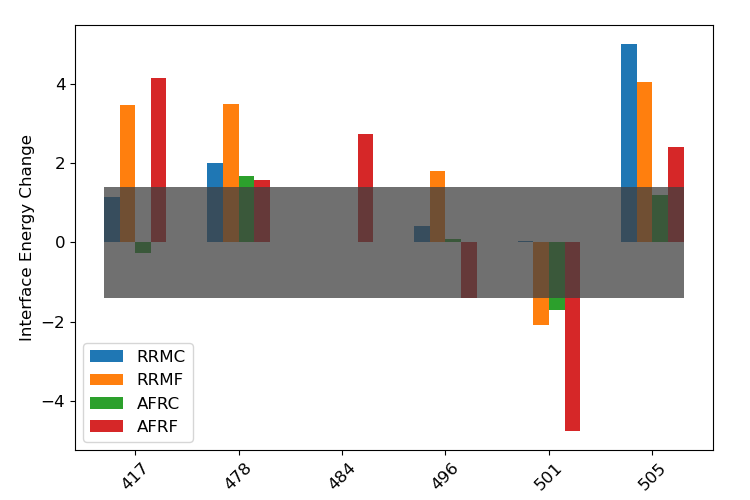 Interface Energy Change
4
2
0
−2
−4
RRMC
RRMF
AFRC
AFRF
417
478
484
496
501
505